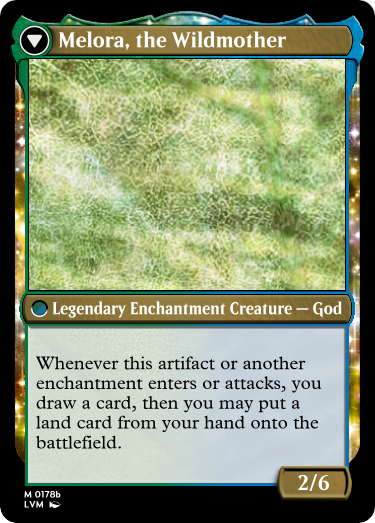 Melora, the Wildmother
Legendary Enchantment Creature — God
Whenever this artifact or another
enchantment enters or attacks, you
draw a card, then you may put a
land card from your hand onto the
battlefield.
2/6
M 0178b
LVM